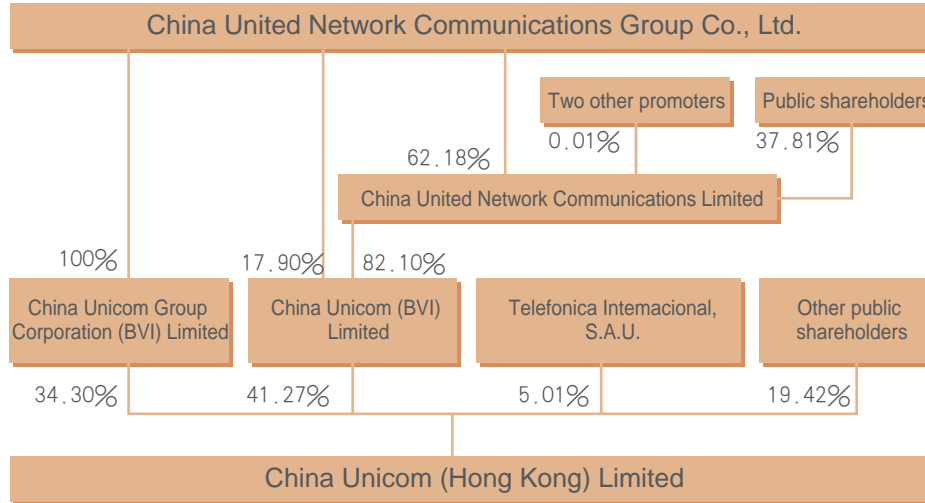 China United Network Communications Group Co., Ltd.
Two other promoters
Public shareholders
0.01%
37.81%
62.18%
China United Network Communications Limited
100%
17.90%
82.10%
China Unicom Group
Corporation (BVI) Limited
China Unicom (BVI)
Limited
Telefonica Internacional,
S.A.U.
Other public
shareholders
34.30%
41.27%
5.01%
19.42%
China Unicom (Hong Kong) Limited